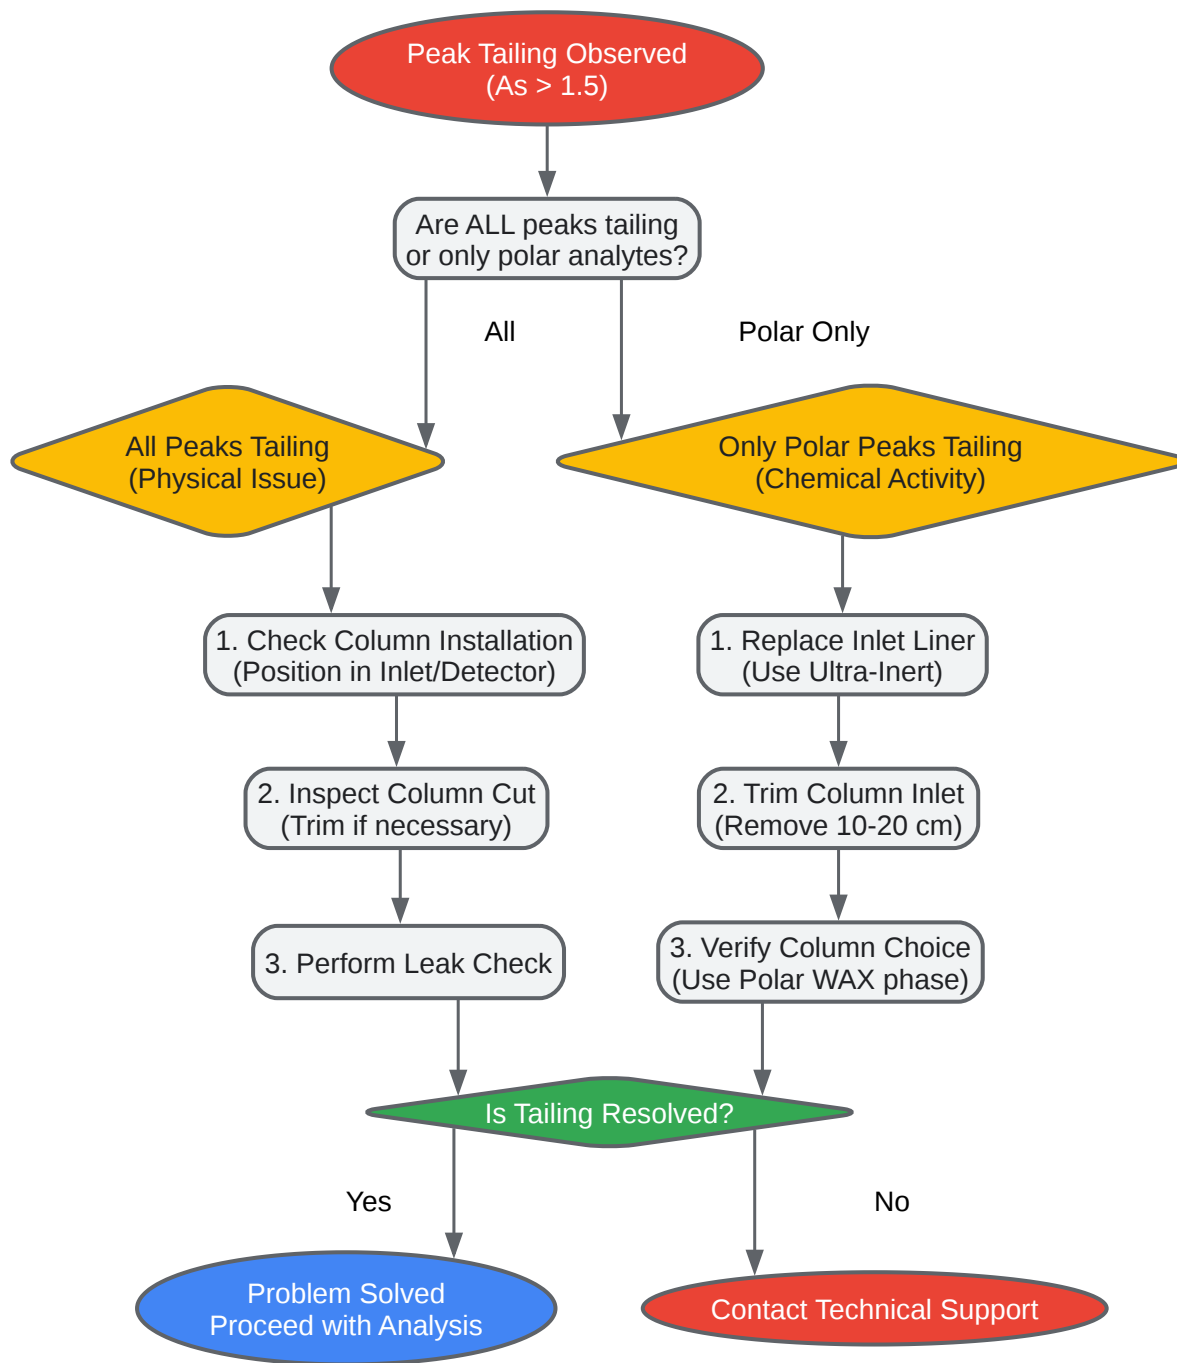 Peak Tailing Observed
(As > 1.5)
Are ALL peaks tailing
or only polar analytes?
All
Polar Only
All Peaks Tailing
(Physical Issue)
Only Polar Peaks Tailing
(Chemical Activity)
1. Check Column Installation
(Position in Inlet/Detector)
1. Replace Inlet Liner
(Use Ultra-Inert)
2. Inspect Column Cut
(Trim if necessary)
2. Trim Column Inlet
(Remove 10-20 cm)
3. Perform Leak Check
3. Verify Column Choice
(Use Polar WAX phase)
Is Tailing Resolved?
Yes
No
Problem Solved
Proceed with Analysis
Contact Technical Support